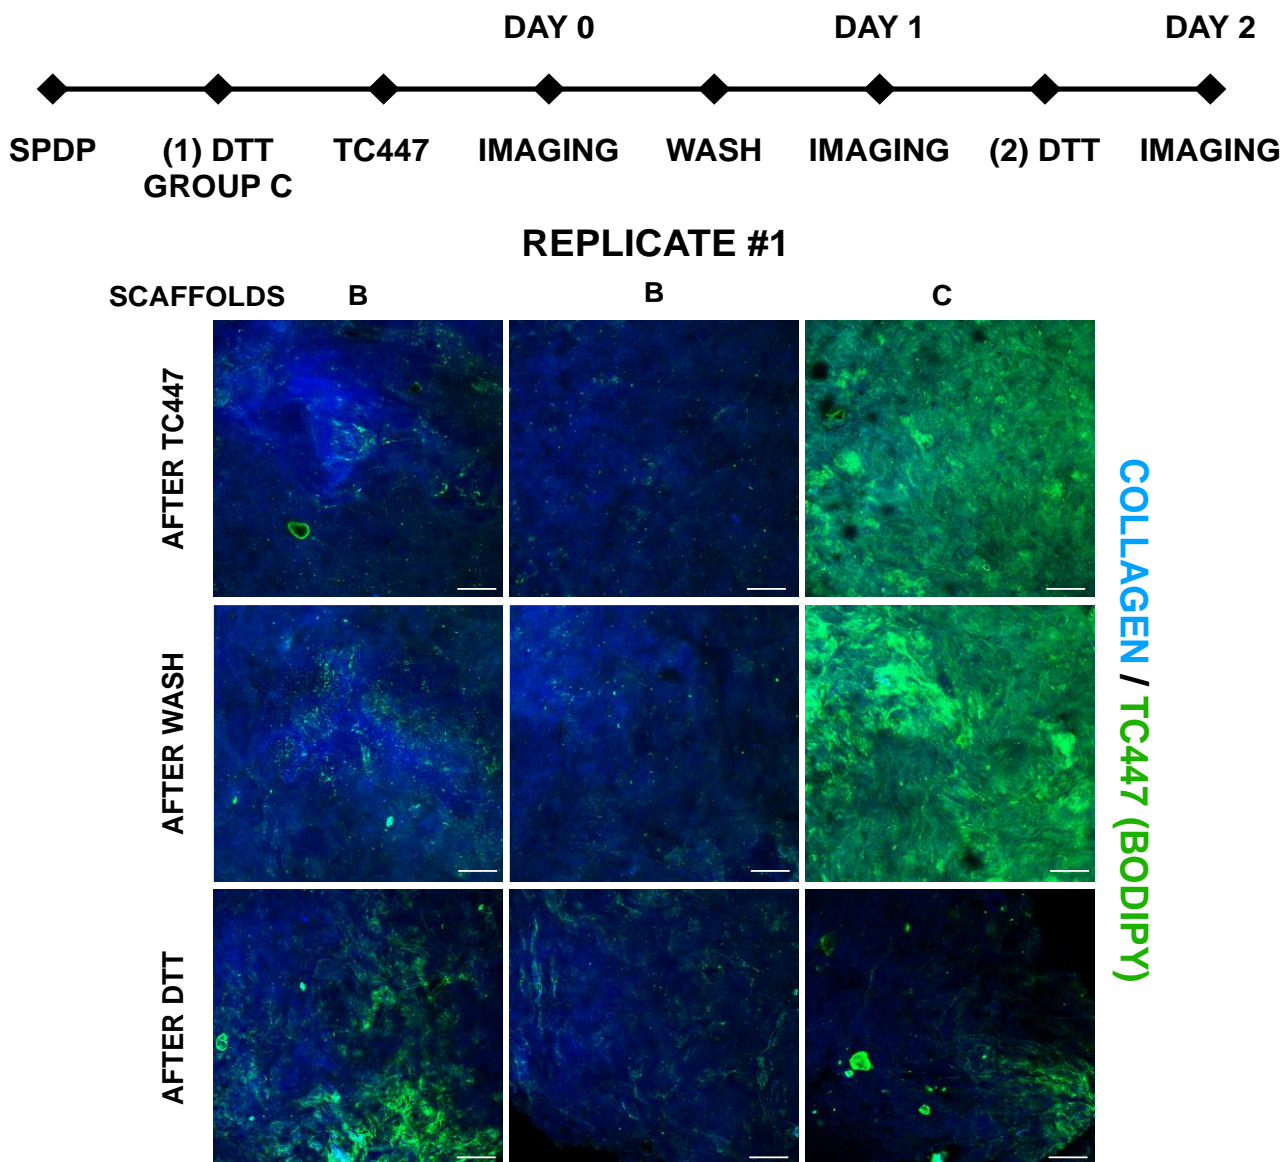 DAY 0 DAY 1 DAY 2
SPDP (1) DTT TC447 IMAGING WASH IMAGING (2) DTT IMAGING
GROUP C
REPLICATE #1
SCAFFOLDS B B C
AFTER TC447
AFTER WASH
AFTER DTT
COLLAGEN / TC447 (BODIPY)